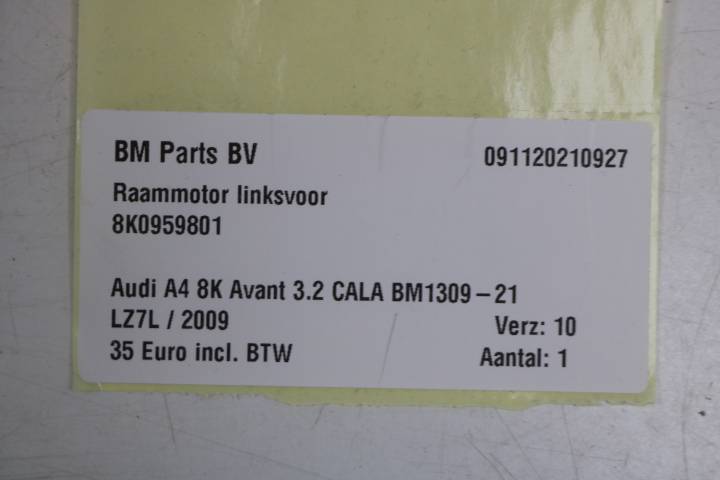 BM Parts BV 091120210927
Raammotor linksvoor
8K0959801
Audi A4 8K Avant 3.2 CALA BM1309-21
LZ7L / 2009 Verz: 10
35 Euro incl. BTW Aantal: 1